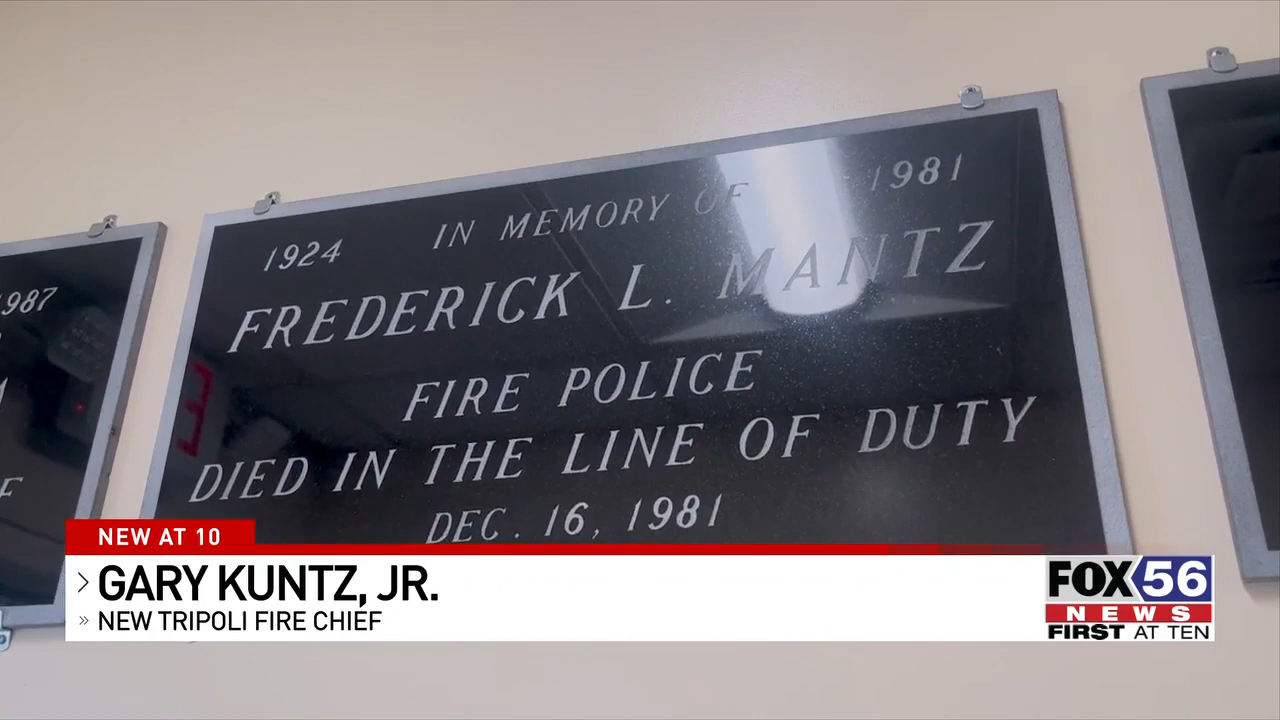 1924 IN MEMORY OF 1981
FREDERICK L. MANTZ
FIRE POLICE
DIED IN THE LINE OF DUTY
DEC. 16, 1981
987
NEW AT 10
GARY KUNTZ, JR.
NEW TRIPOLI FIRE CHIEF
FOX 56
NEWS
FIRST AT TEN